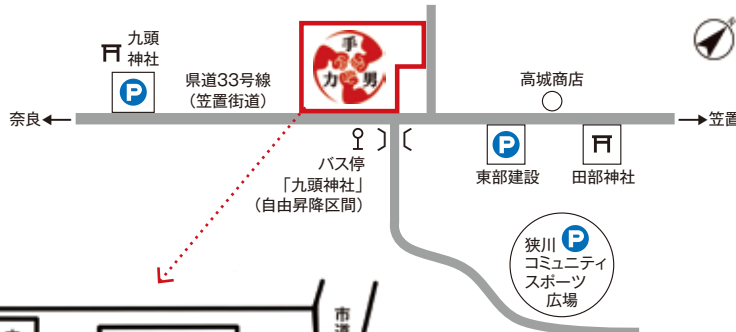 九頭
神社
P
県道33号線
（笠置街道）
手
力
男
高城商店
奈良
笠置
バス停
「九頭神社」
（自由昇降区間）
P
東部建設
田部神社
狭川 P
コミュニティ
スポーツ
広場
市道